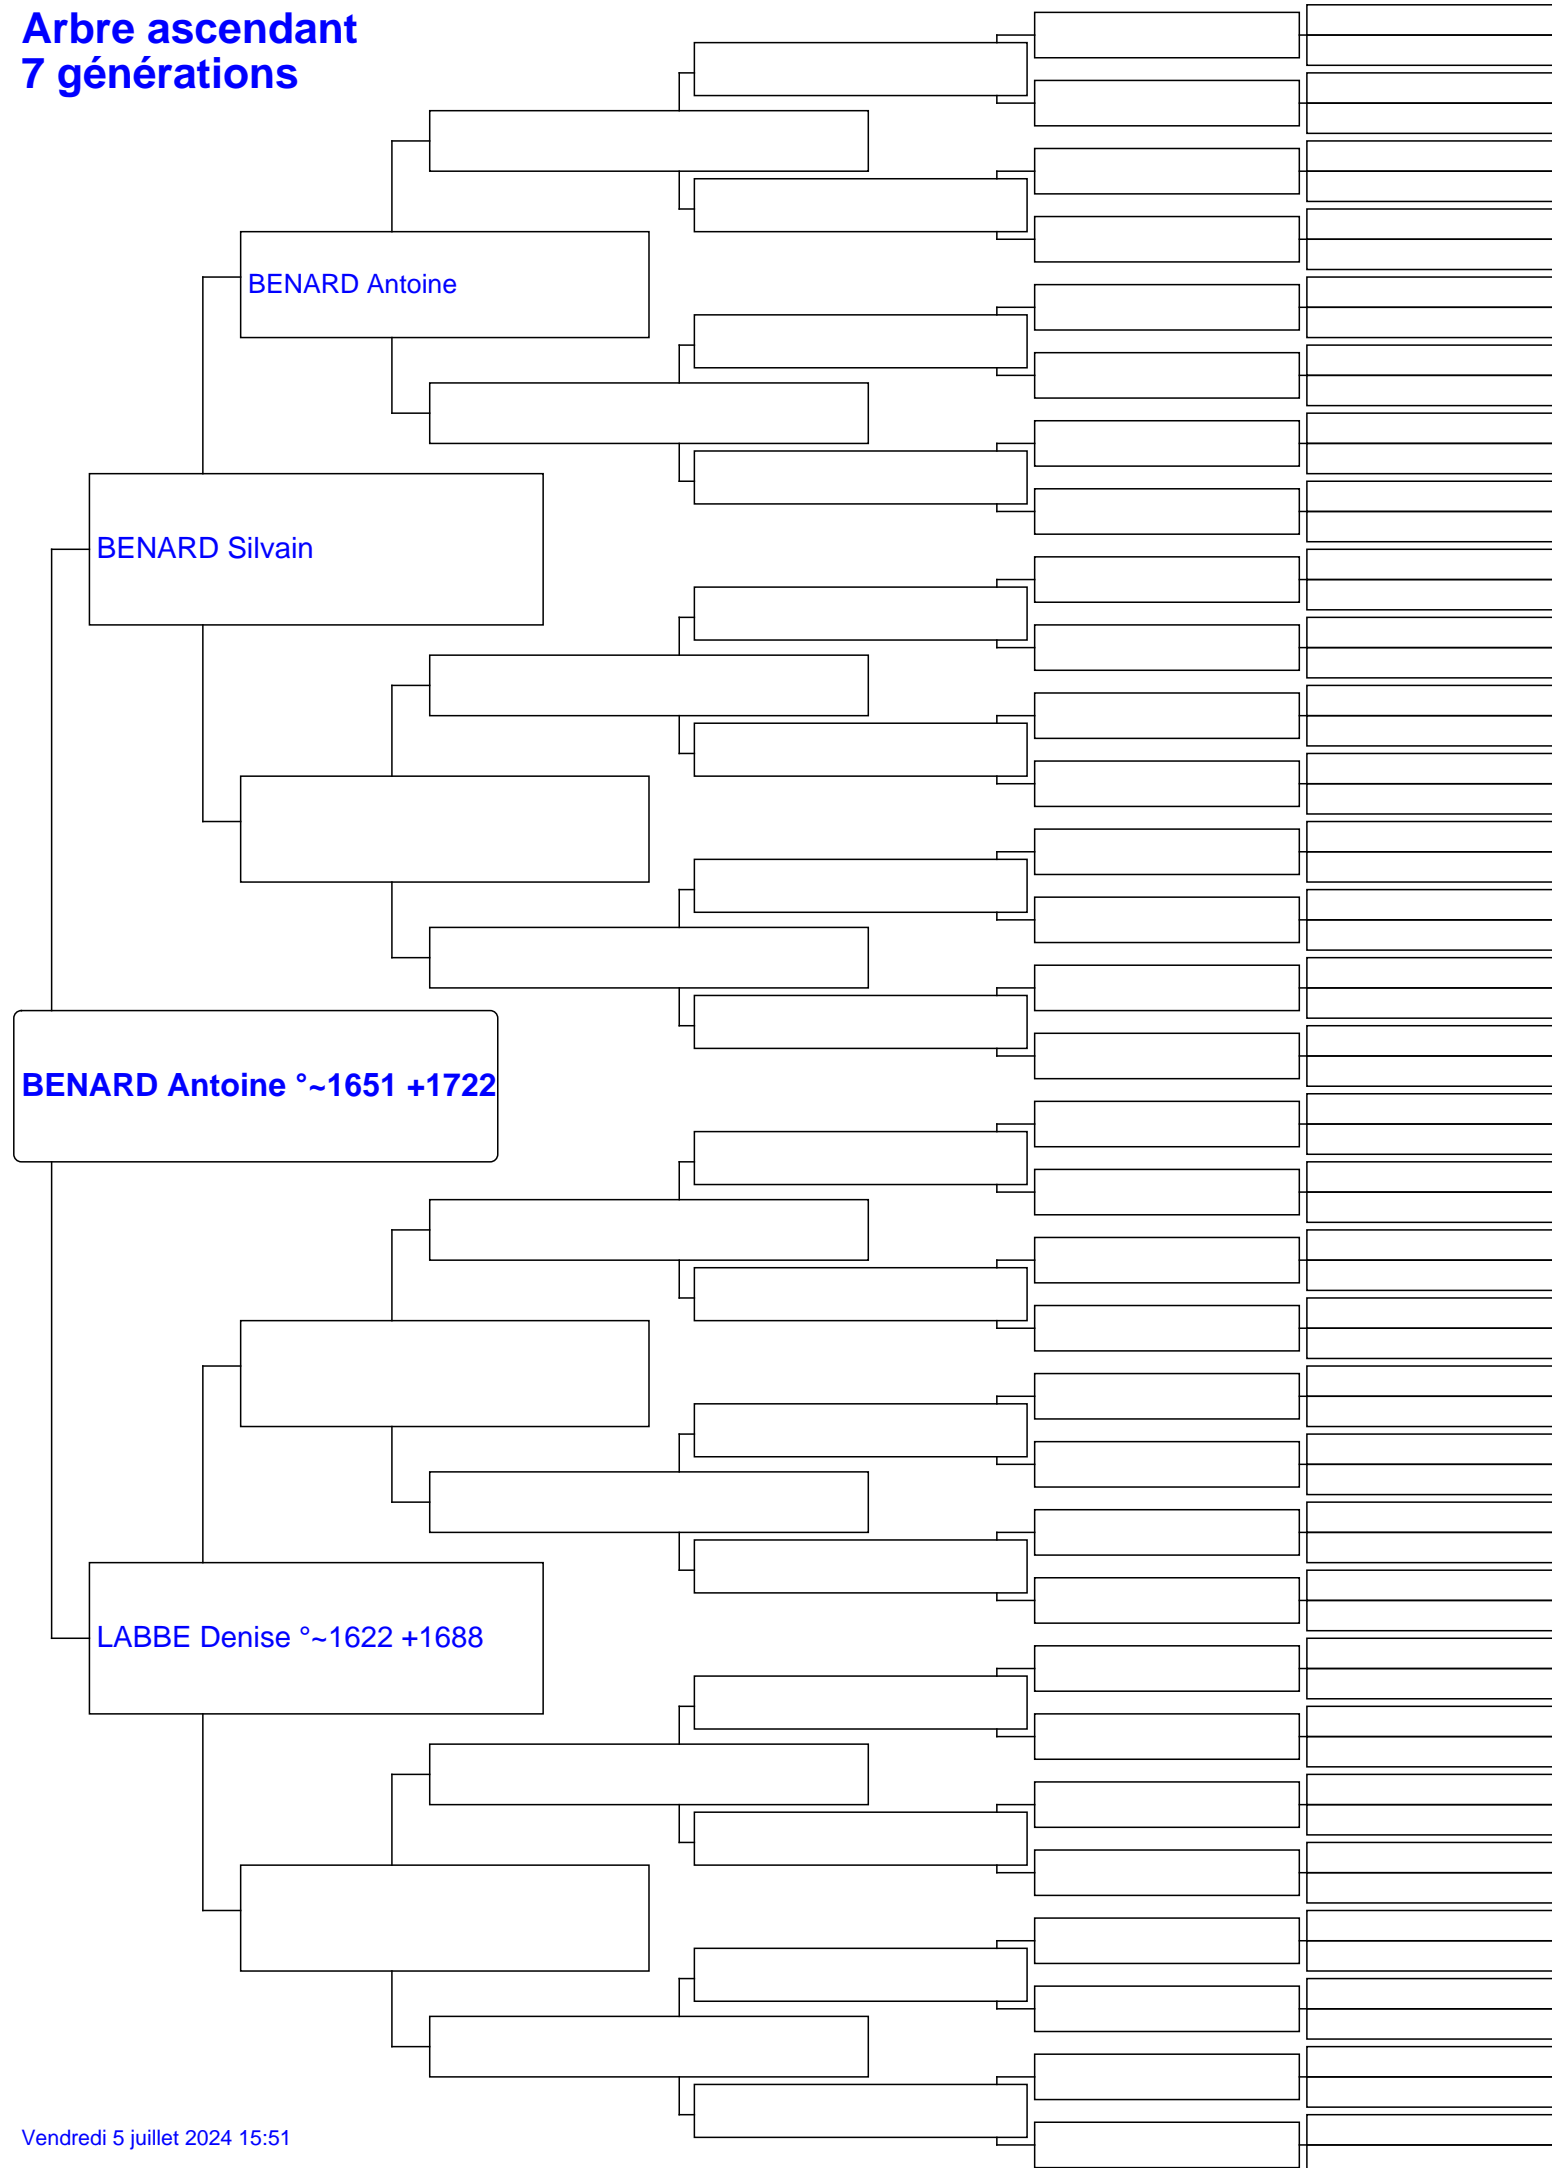 Arbre ascendant
7 générations
BENARD Antoine
BENARD Silvain
BENARD Antoine °~1651 +1722
LABBE Denise °~1622 +1688
Vendredi 5 juillet 2024 15:51